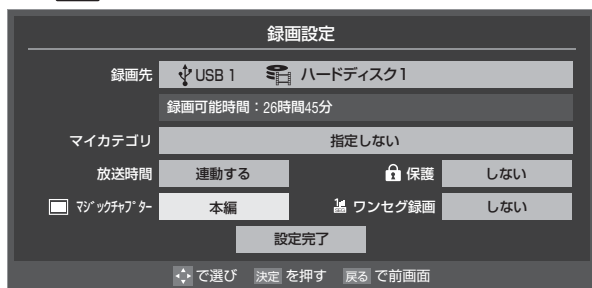 録画設定
録画先 USB 1 ハードディスク1
録画可能時間：26時間45分
マイカテゴリ 指定しない
放送時間 連動する 保護 しない
マジックチャプター 本編 ワンセグ録画 しない
設定完了
で選び 決定 を押す 戻る で前画面